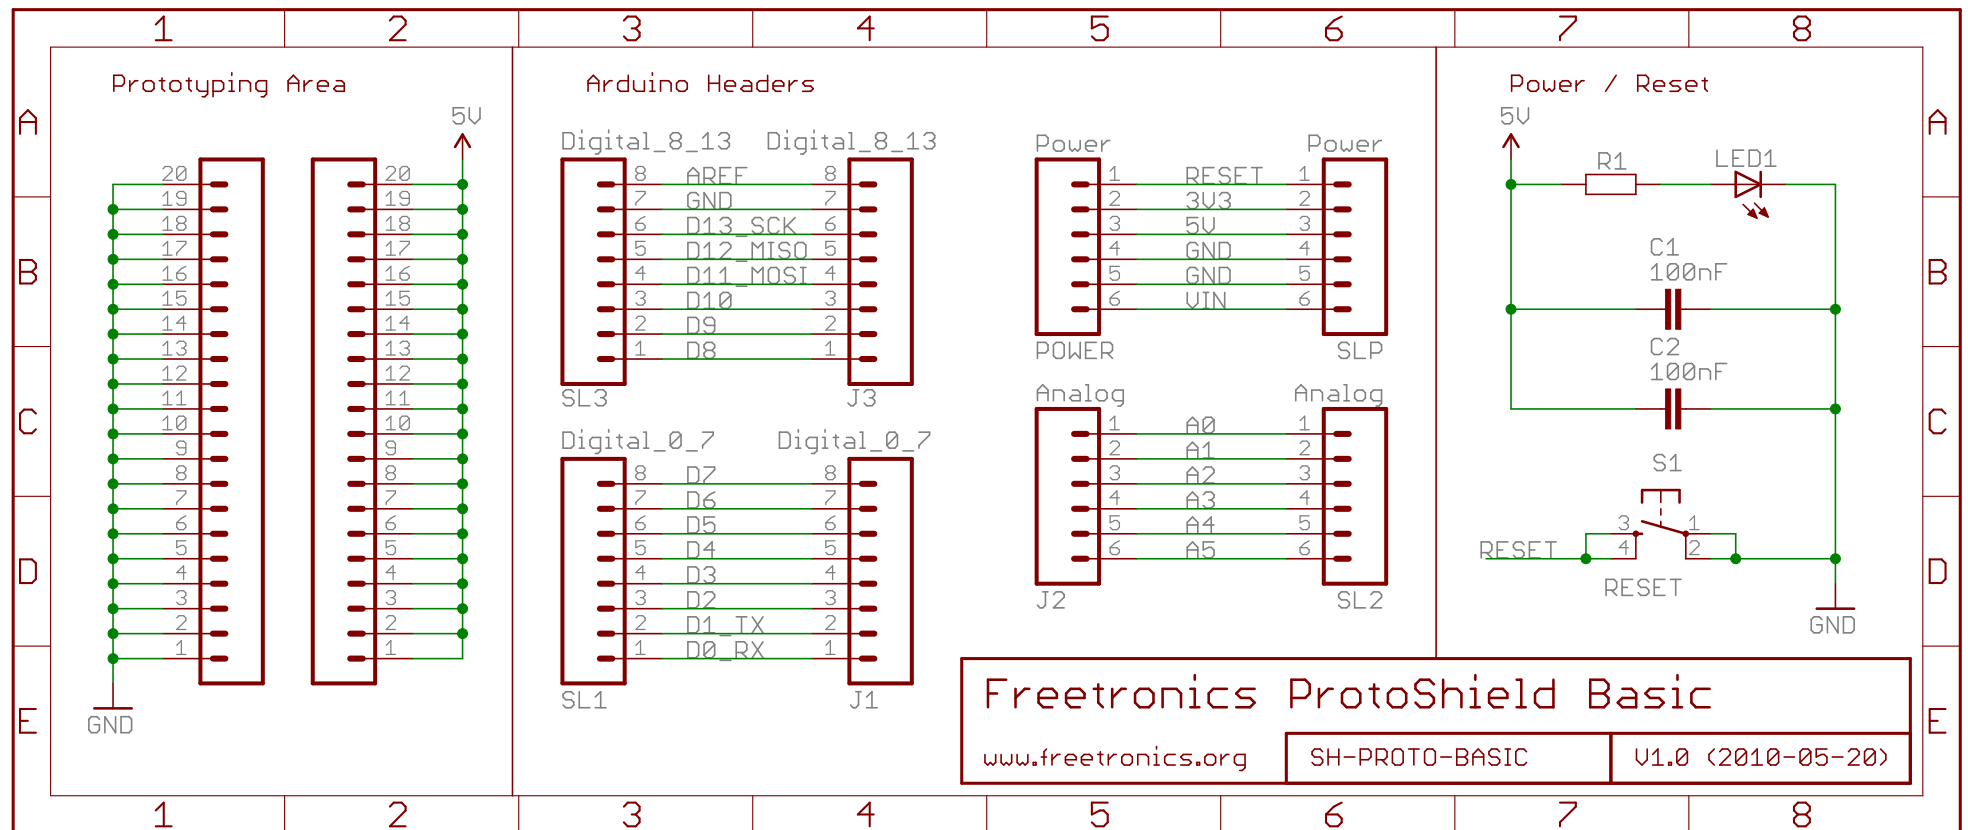 1 2 3 4 5 6 7 8
A A
B B
C C
D D
E E
Prototyping Area
5V
20 20
19 19
18 18
17 17
16 16
15 15
14 14
13 13
12 12
11 11
10 10
9 9
8 8
7 7
6 6
5 5
4 4
3 3
2 2
1 1
GND
Arduino Headers
Digital_8_13 Digital_8_13
8 AREF 8
7 GND 7
6 D13_SCK 6
5 D12_MISO 5
4 D11_MOSI 4
3 D10 3
2 D9 2
1 D8 1
SL3 J3
Digital_0_7 Digital_0_7
8 D7 8
7 D6 7
6 D5 6
5 D4 5
4 D3 4
3 D2 3
2 D1_TX 2
1 D0_RX 1
SL1 J1
Power Power
1 RESET 1
2 3V3 2
3 5V 3
4 GND 4
5 GND 5
6 VIN 6
POWER SLP
Analog Analog
1 A0 1
2 A1 2
3 A2 3
4 A3 4
5 A4 5
6 A5 6
J2 SL2
Power / Reset
5V
R1 LED1
C1
100nF
C2
100nF
S1
3 1
RESET 4 2
RESET
GND
Freetronics ProtoShield Basic
www.freetronics.org SH-PROTO-BASIC V1.0 (2010-05-20)
1 2 3 4 5 6 7 8